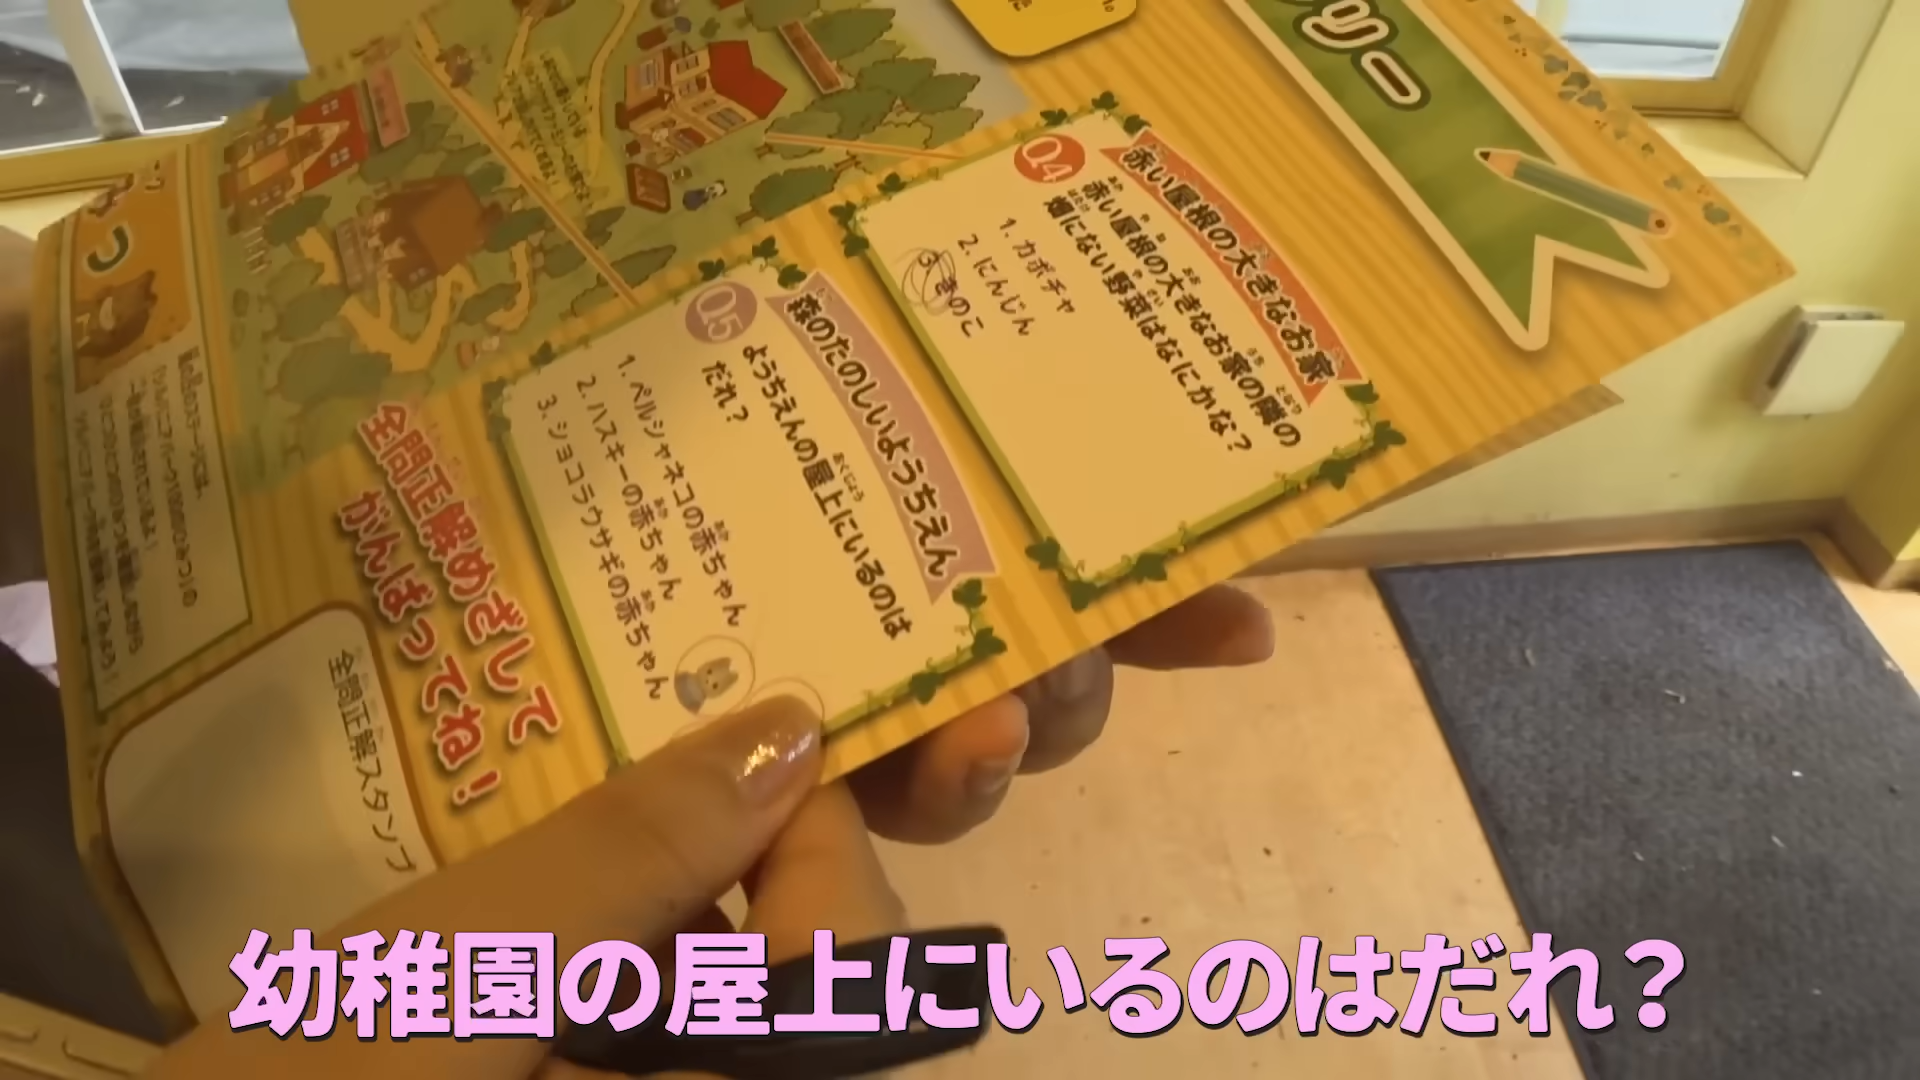 ラリー
04
赤い屋根の大きなお家
赤い屋根の大きなお家の隣の
畑にない野菜はなにかな?
1. カボチャ
2. にんじん
3. きのこ
05
森のたのしいようちえん
ようちえんの屋上にいるのは
だれ?
1. ペルシャネコの赤ちゃん
2. ハスキーの赤ちゃん
3. ショコラウサギの赤ちゃん
全問正解めざして
がんばってね!
全問正解スタンプ
幼稚園の屋上にいるのはだれ?